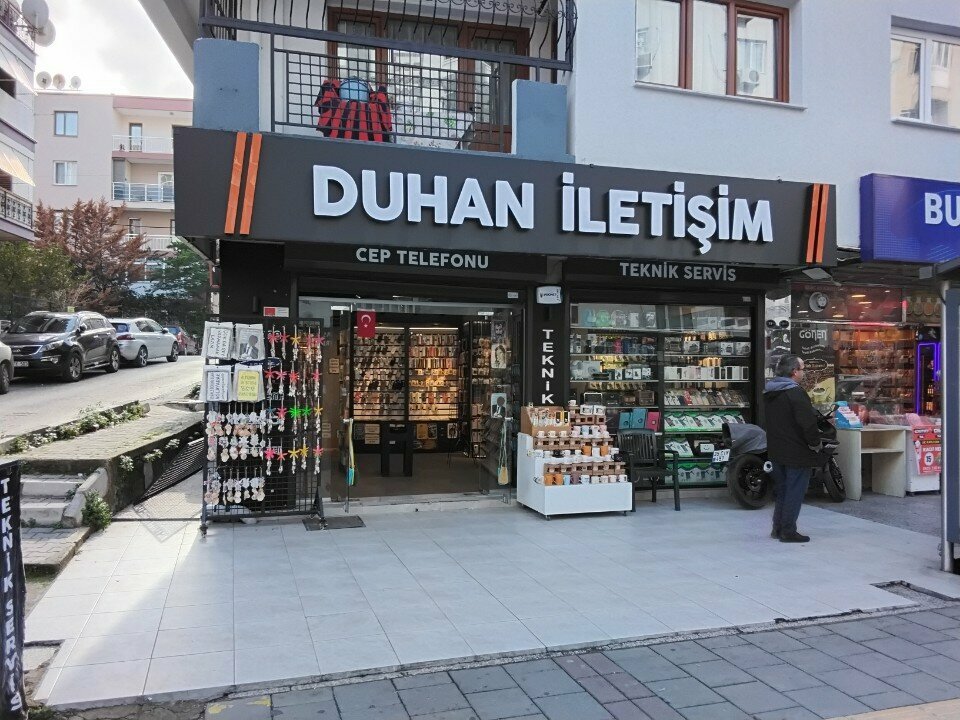 DUHAN İLETİŞİM
CEP TELEFONU
TEKNİK SERVİS
BU
TEKNİK
TEKNİK SERVİS